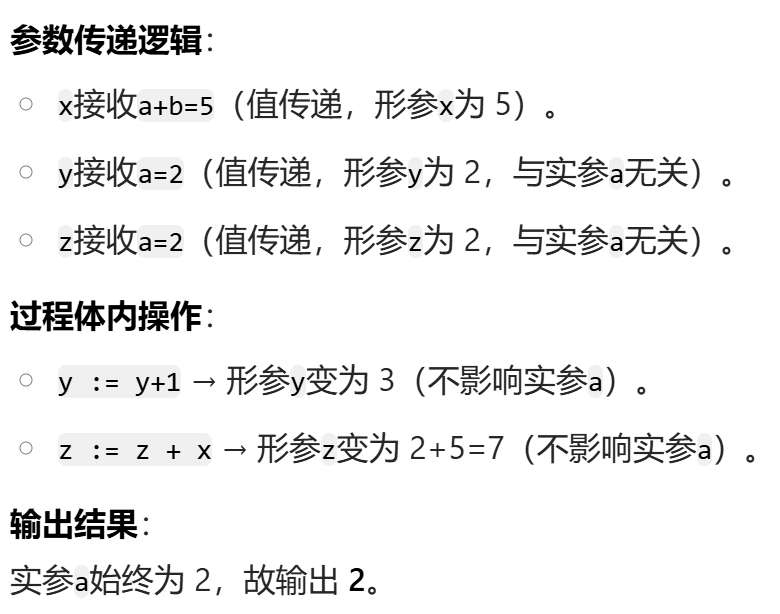 参数传递逻辑：
x接收a+b=5（值传递，形参x为 5）。
y接收a=2（值传递，形参y为 2，与实参a无关）。
z接收a=2（值传递，形参z为 2，与实参a无关）。
过程体内操作：
y := y+1 → 形参y变为 3（不影响实参a）。
z := z + x → 形参z变为 2+5=7（不影响实参a）。
输出结果：
实参a始终为 2，故输出 2。